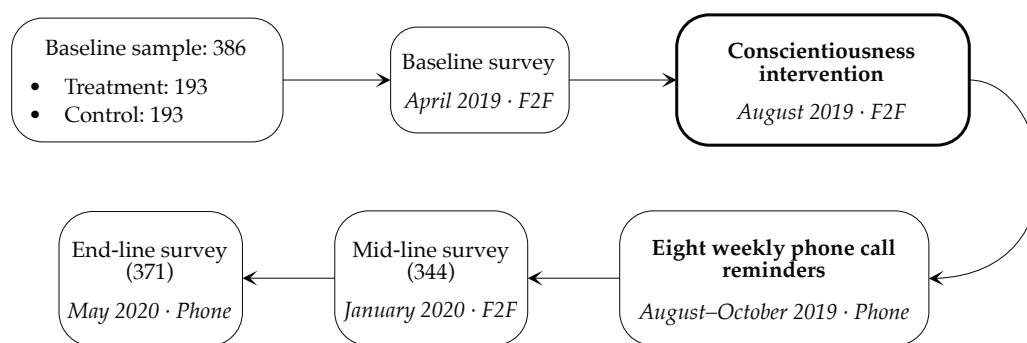 Baseline sample: 386
• Treatment: 193
• Control: 193
Baseline survey
April 2019 · F2F
Conscientiousness
intervention
August 2019 · F2F
Eight weekly phone call
reminders
August–October 2019 · Phone
Mid-line survey
(344)
January 2020 · F2F
End-line survey
(371)
May 2020 · Phone